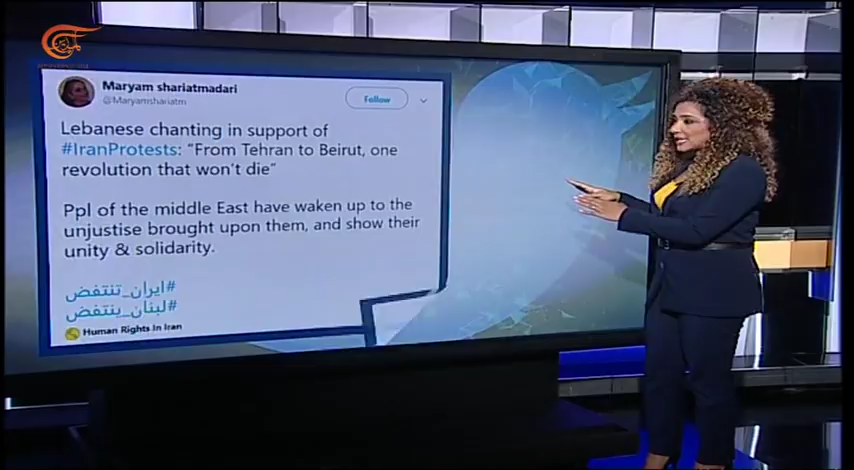 Maryam shariatmadari
@Maryamshariatm
Follow
Lebanese chanting in support of
#IranProtests: “From Tehran to Beirut, one
revolution that won’t die”
Ppl of the middle East have waken up to the
unjustise brought upon them, and show their
unity & solidarity.
#ايران_تنتفض
#لبنان_ينتفض
Human Rights In Iran